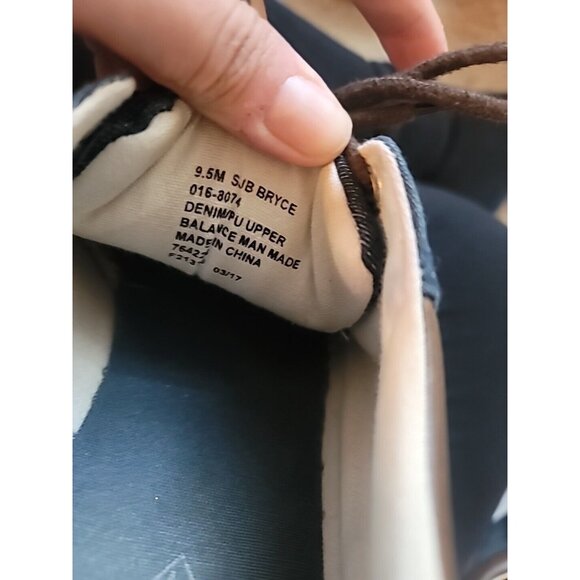 9.5M SJB BRYCE
016-8074
DENIM/PU UPPER
BALANCE MAN MADE
MADE IN CHINA
03/17